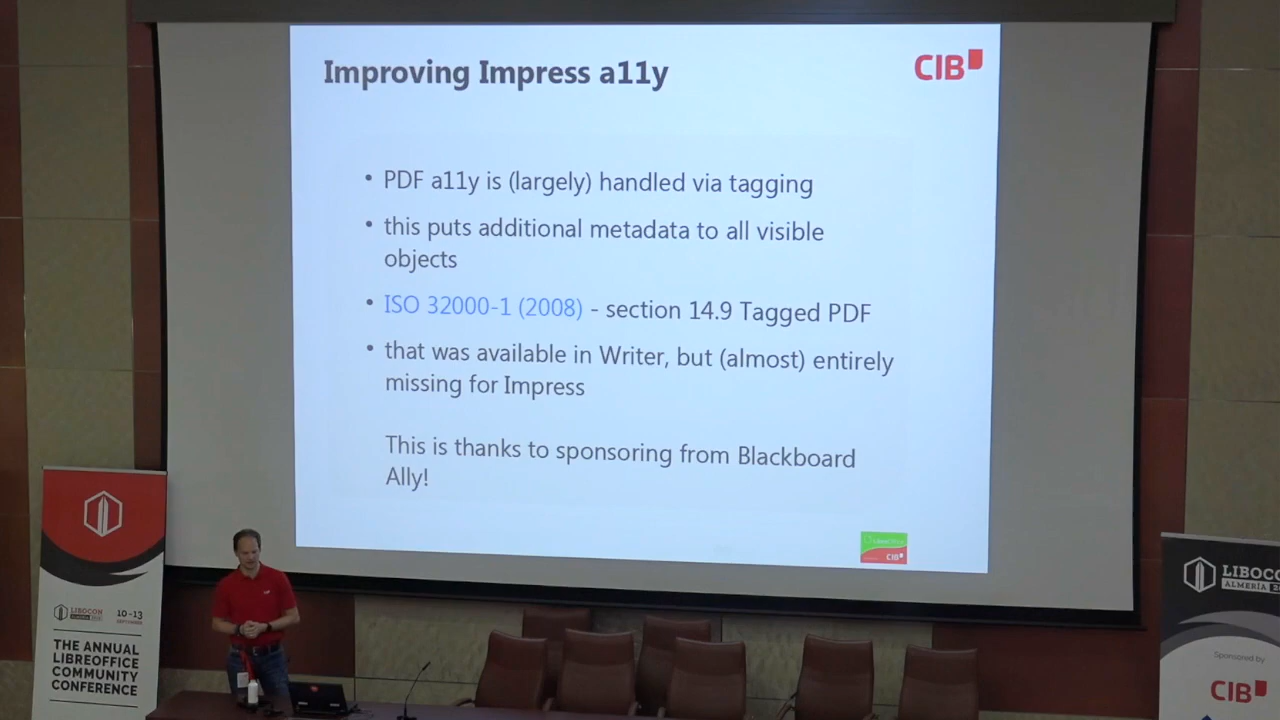 Improving Impress a11y
CIB
• PDF a11y is (largely) handled via tagging
• this puts additional metadata to all visible
objects
• ISO 32000-1 (2008) - section 14.9 Tagged PDF
• that was available in Writer, but (almost) entirely
missing for Impress
This is thanks to sponsoring from Blackboard
Ally!
CIB
LIBOCON
10-13
THE ANNUAL
LIBREOFFICE
COMMUNITY
CONFERENCE
LIBOCO
ALMERÍA
Sponsored by
CIB